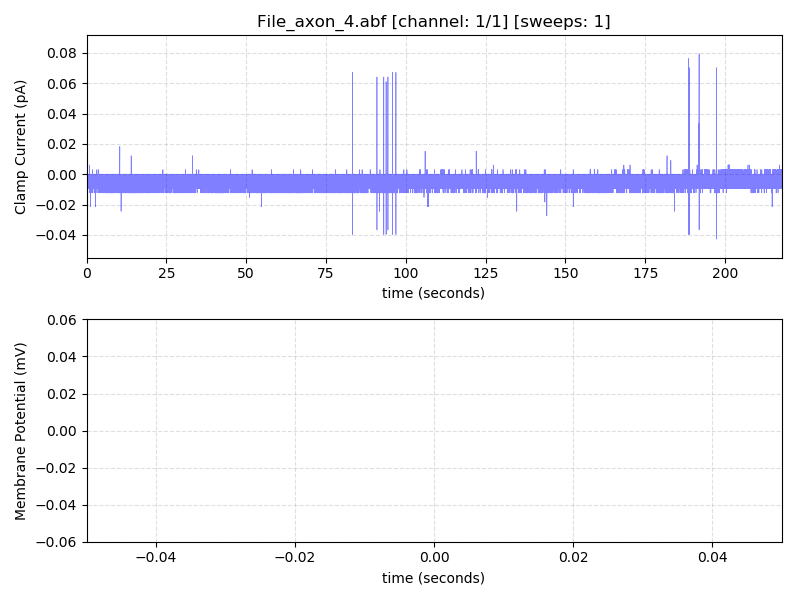 File_axon_4.abf [channel: 1/1] [sweeps: 1]
Clamp Current (pA)
0.08
0.06
0.04
0.02
0.00
−0.02
−0.04
0 25 50 75 100 125 150 175 200
time (seconds)
Membrane Potential (mV)
0.06
0.04
0.02
0.00
−0.02
−0.04
−0.06
−0.04 −0.02 0.00 0.02 0.04
time (seconds)